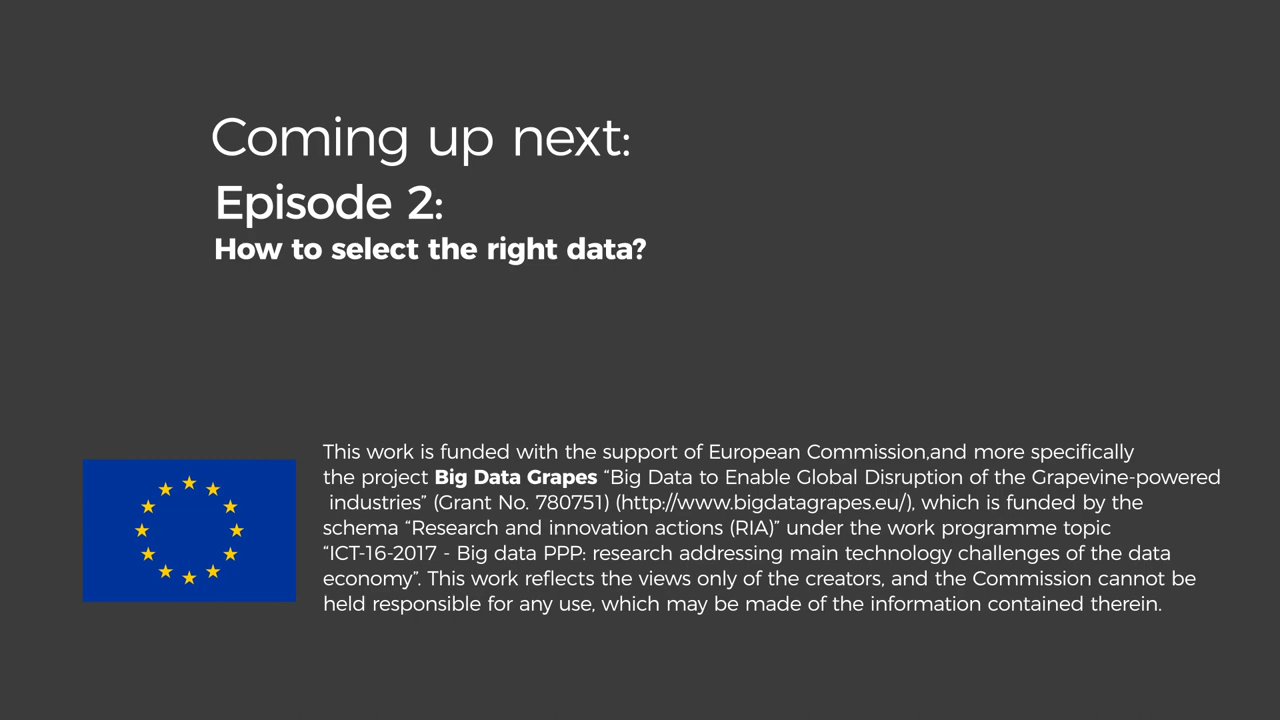 Coming up next:
Episode 2:
How to select the right data?
This work is funded with the support of European Commission,and more specifically
the project Big Data Grapes “Big Data to Enable Global Disruption of the Grapevine-powered
industries” (Grant No. 780751) (http://www.bigdatagrapes.eu/), which is funded by the
schema “Research and innovation actions (RIA)” under the work programme topic
“ICT-16-2017 - Big data PPP: research addressing main technology challenges of the data
economy”. This work reflects the views only of the creators, and the Commission cannot be
held responsible for any use, which may be made of the information contained therein.